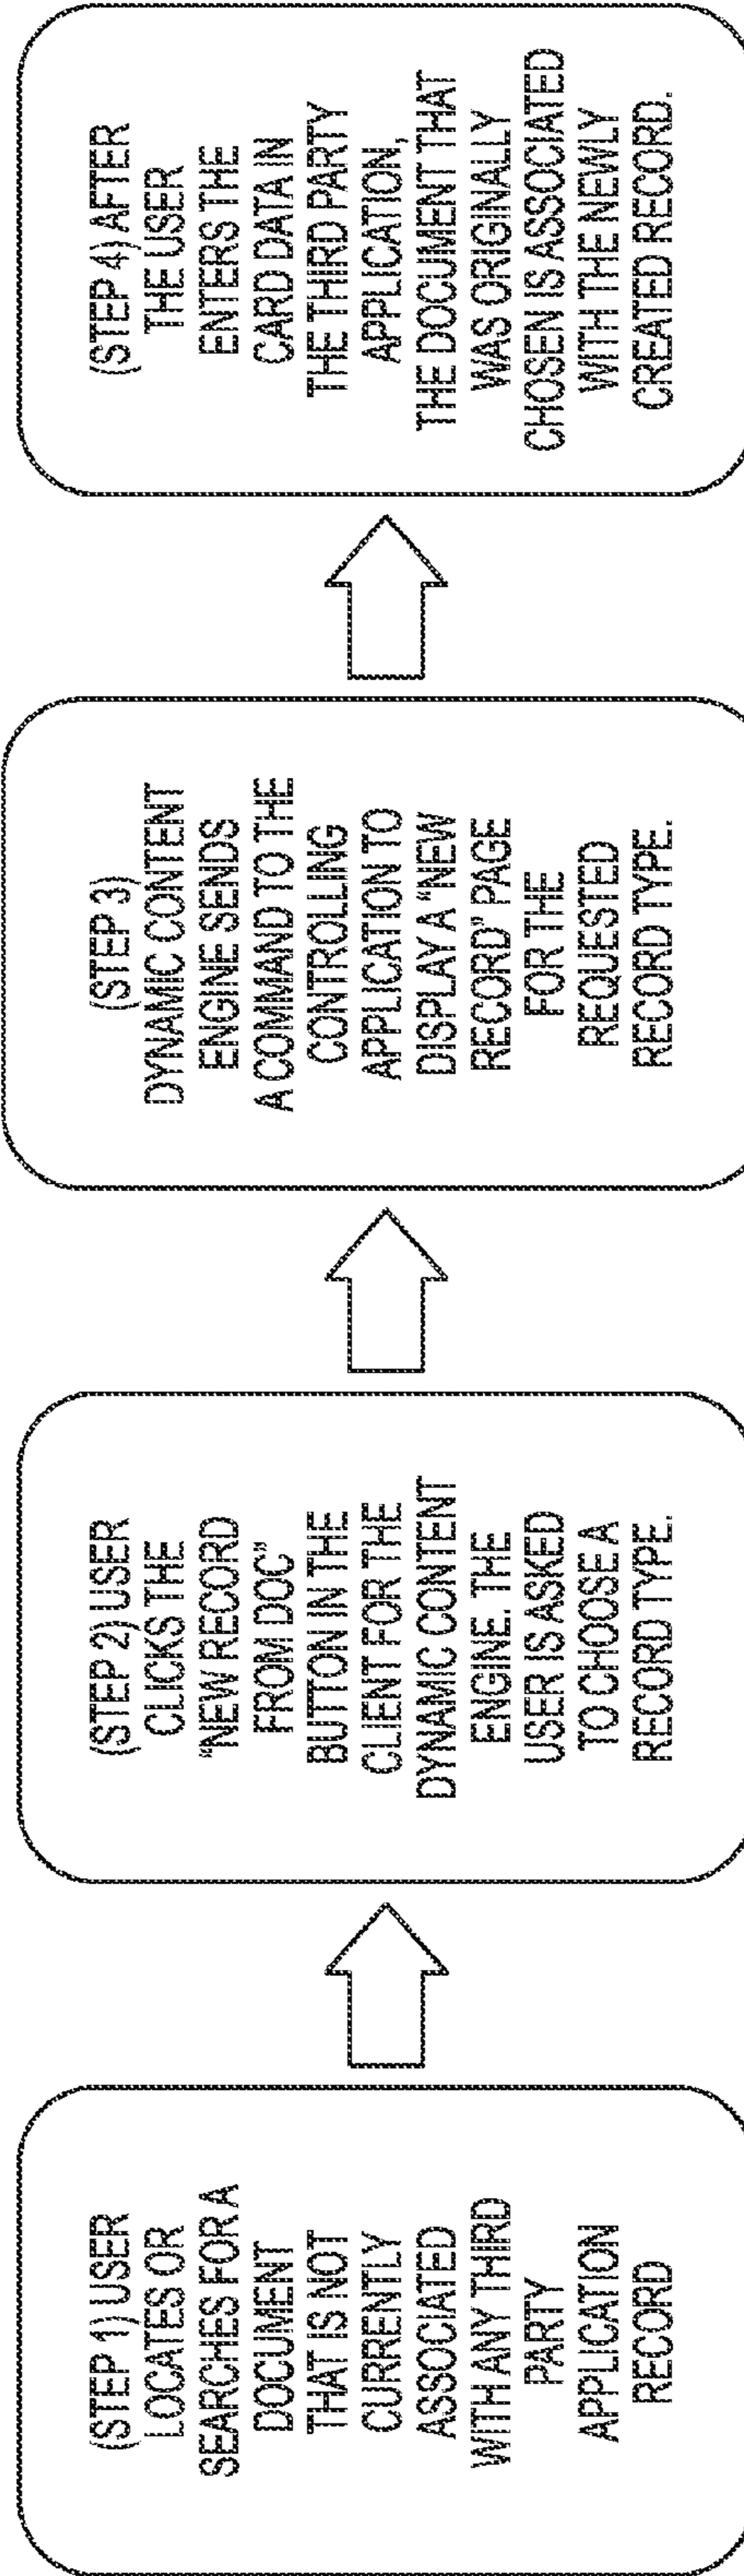 (STEP 1) USER
LOCATES OR
SEARCHES FOR A
DOCUMENT
THAT IS NOT
CURRENTLY
ASSOCIATED
WITH ANY THIRD
PARTY
APPLICATION
RECORD
(STEP 2) USER
CLICKS THE
"NEW RECORD
FROM DOC"
BUTTON IN THE
CLIENT FOR THE
DYNAMIC CONTENT
ENGINE. THE
USER IS ASKED
TO CHOOSE A
RECORD TYPE.
(STEP 3)
DYNAMIC CONTENT
ENGINE SENDS
A COMMAND TO THE
CONTROLLING
APPLICATION TO
DISPLAY A "NEW
RECORD" PAGE
FOR THE
REQUESTED
RECORD TYPE.
(STEP 4) AFTER
THE USER
ENTERS THE
CARD DATA IN
THE THIRD PARTY
APPLICATION,
THE DOCUMENT THAT
WAS ORIGINALLY
CHOSEN IS ASSOCIATED
WITH THE NEWLY
CREATED RECORD.